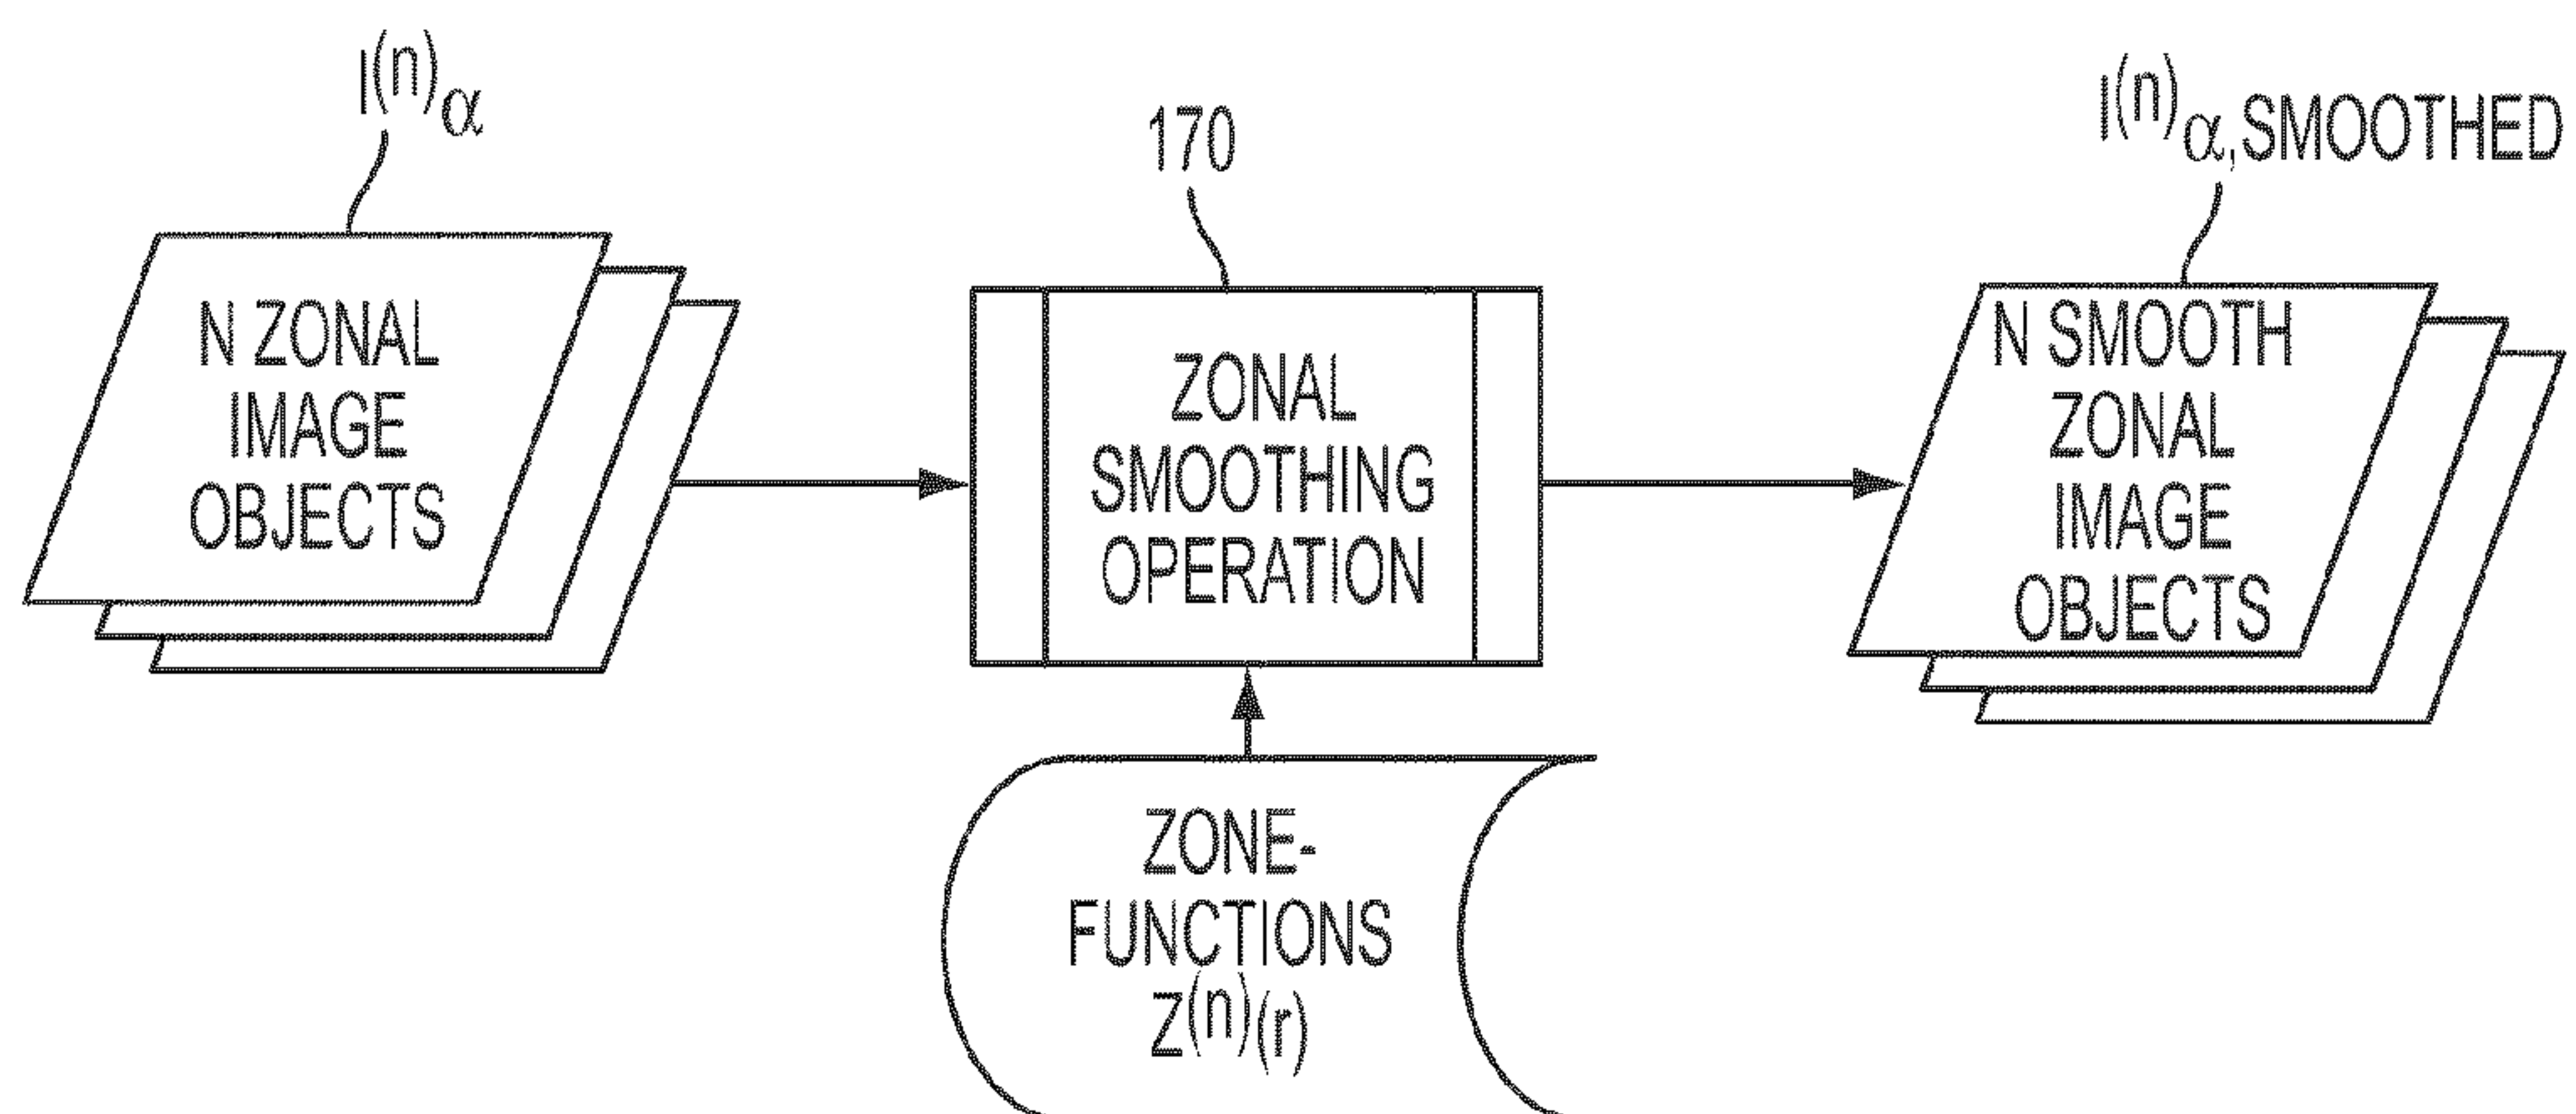 I(n)α
N ZONAL
IMAGE
OBJECTS
170
ZONAL
SMOOTHING
OPERATION
ZONE-
FUNCTIONS
Z(n)(r)
I(n)α,SMOOTHED
N SMOOTH
ZONAL
IMAGE
OBJECTS